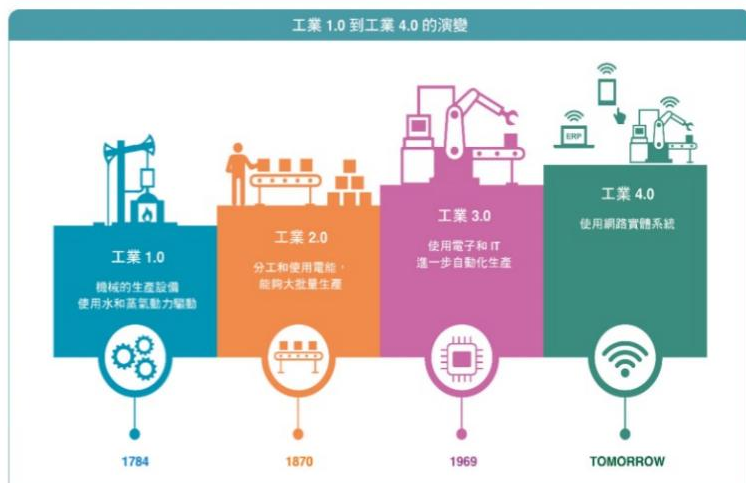 工業 1.0 到工業 4.0 的演變
ERP
工業 1.0
機械的生產設備
使用水和蒸氣動力驅動
工業 2.0
分工和使用電能，
能夠大批量生產
工業 3.0
使用電子和 IT
進一步自動化生產
工業 4.0
使用網路實體系統
1784
1870
1969
TOMORROW